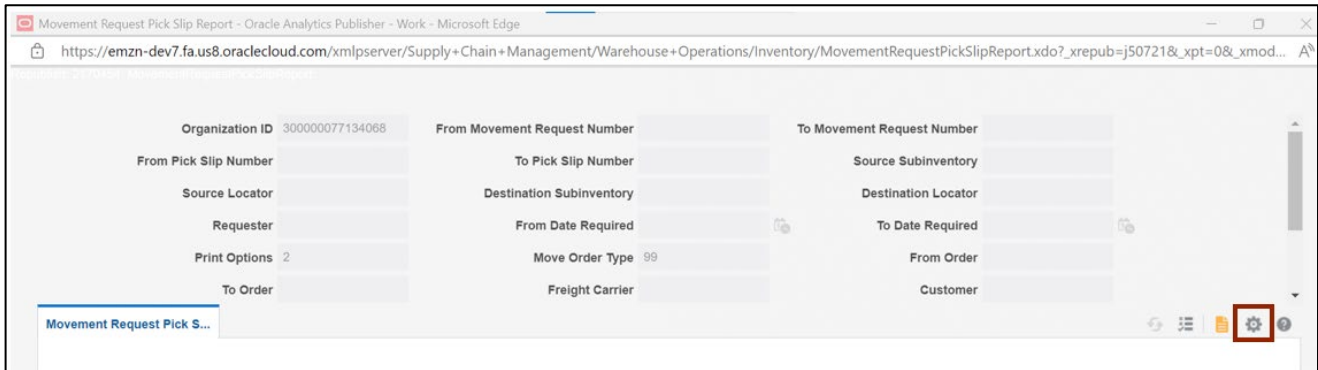 Movement Request Pick Slip Report - Oracle Analytics Publisher - Work - Microsoft Edge
https://emzn-dev7.fa.us8.oraclecloud.com/xmlpserver/Supply+Chain+Management/Warehouse+Operations/Inventory/MovementRequestPickSlipReport.xdo?_xrepub=j50721&_xpt=0&_xmod... A
Organization ID 300000077134068 From Movement Request Number To Movement Request Number
From Pick Slip Number To Pick Slip Number Source Subinventory
Source Locator Destination Subinventory Destination Locator
Requester From Date Required To Date Required
Print Options 2 Move Order Type 99 From Order
To Order Freight Carrier Customer
Movement Request Pick S...